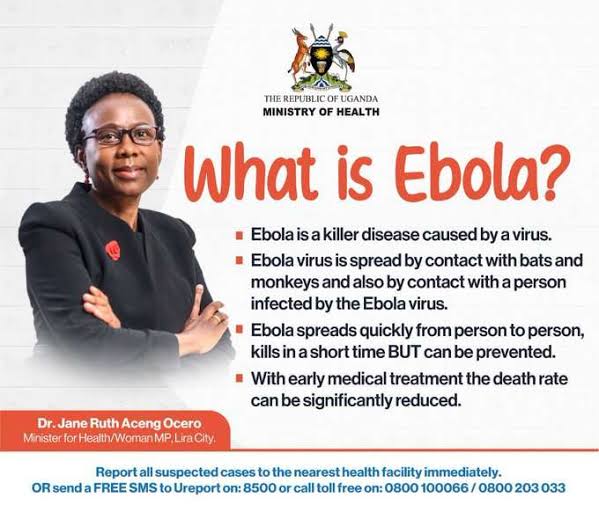 THE REPUBLIC OF UGANDA
MINISTRY OF HEALTH
What is Ebola?
Ebola is a killer disease caused by a virus.
Ebola virus is spread by contact with bats and
monkeys and also by contact with a person
infected by the Ebola virus.
Ebola spreads quickly from person to person,
kills in a short time BUT can be prevented.
With early medical treatment the death rate
can be significantly reduced.
Dr. Jane Ruth Aceng Ocero
Minister for Health/Woman MP, Lira City.
Report all suspected cases to the nearest health facility immediately.
OR send a FREE SMS to Ureport on: 8500 or call toll free on: 0800 100066 / 0800 203 033